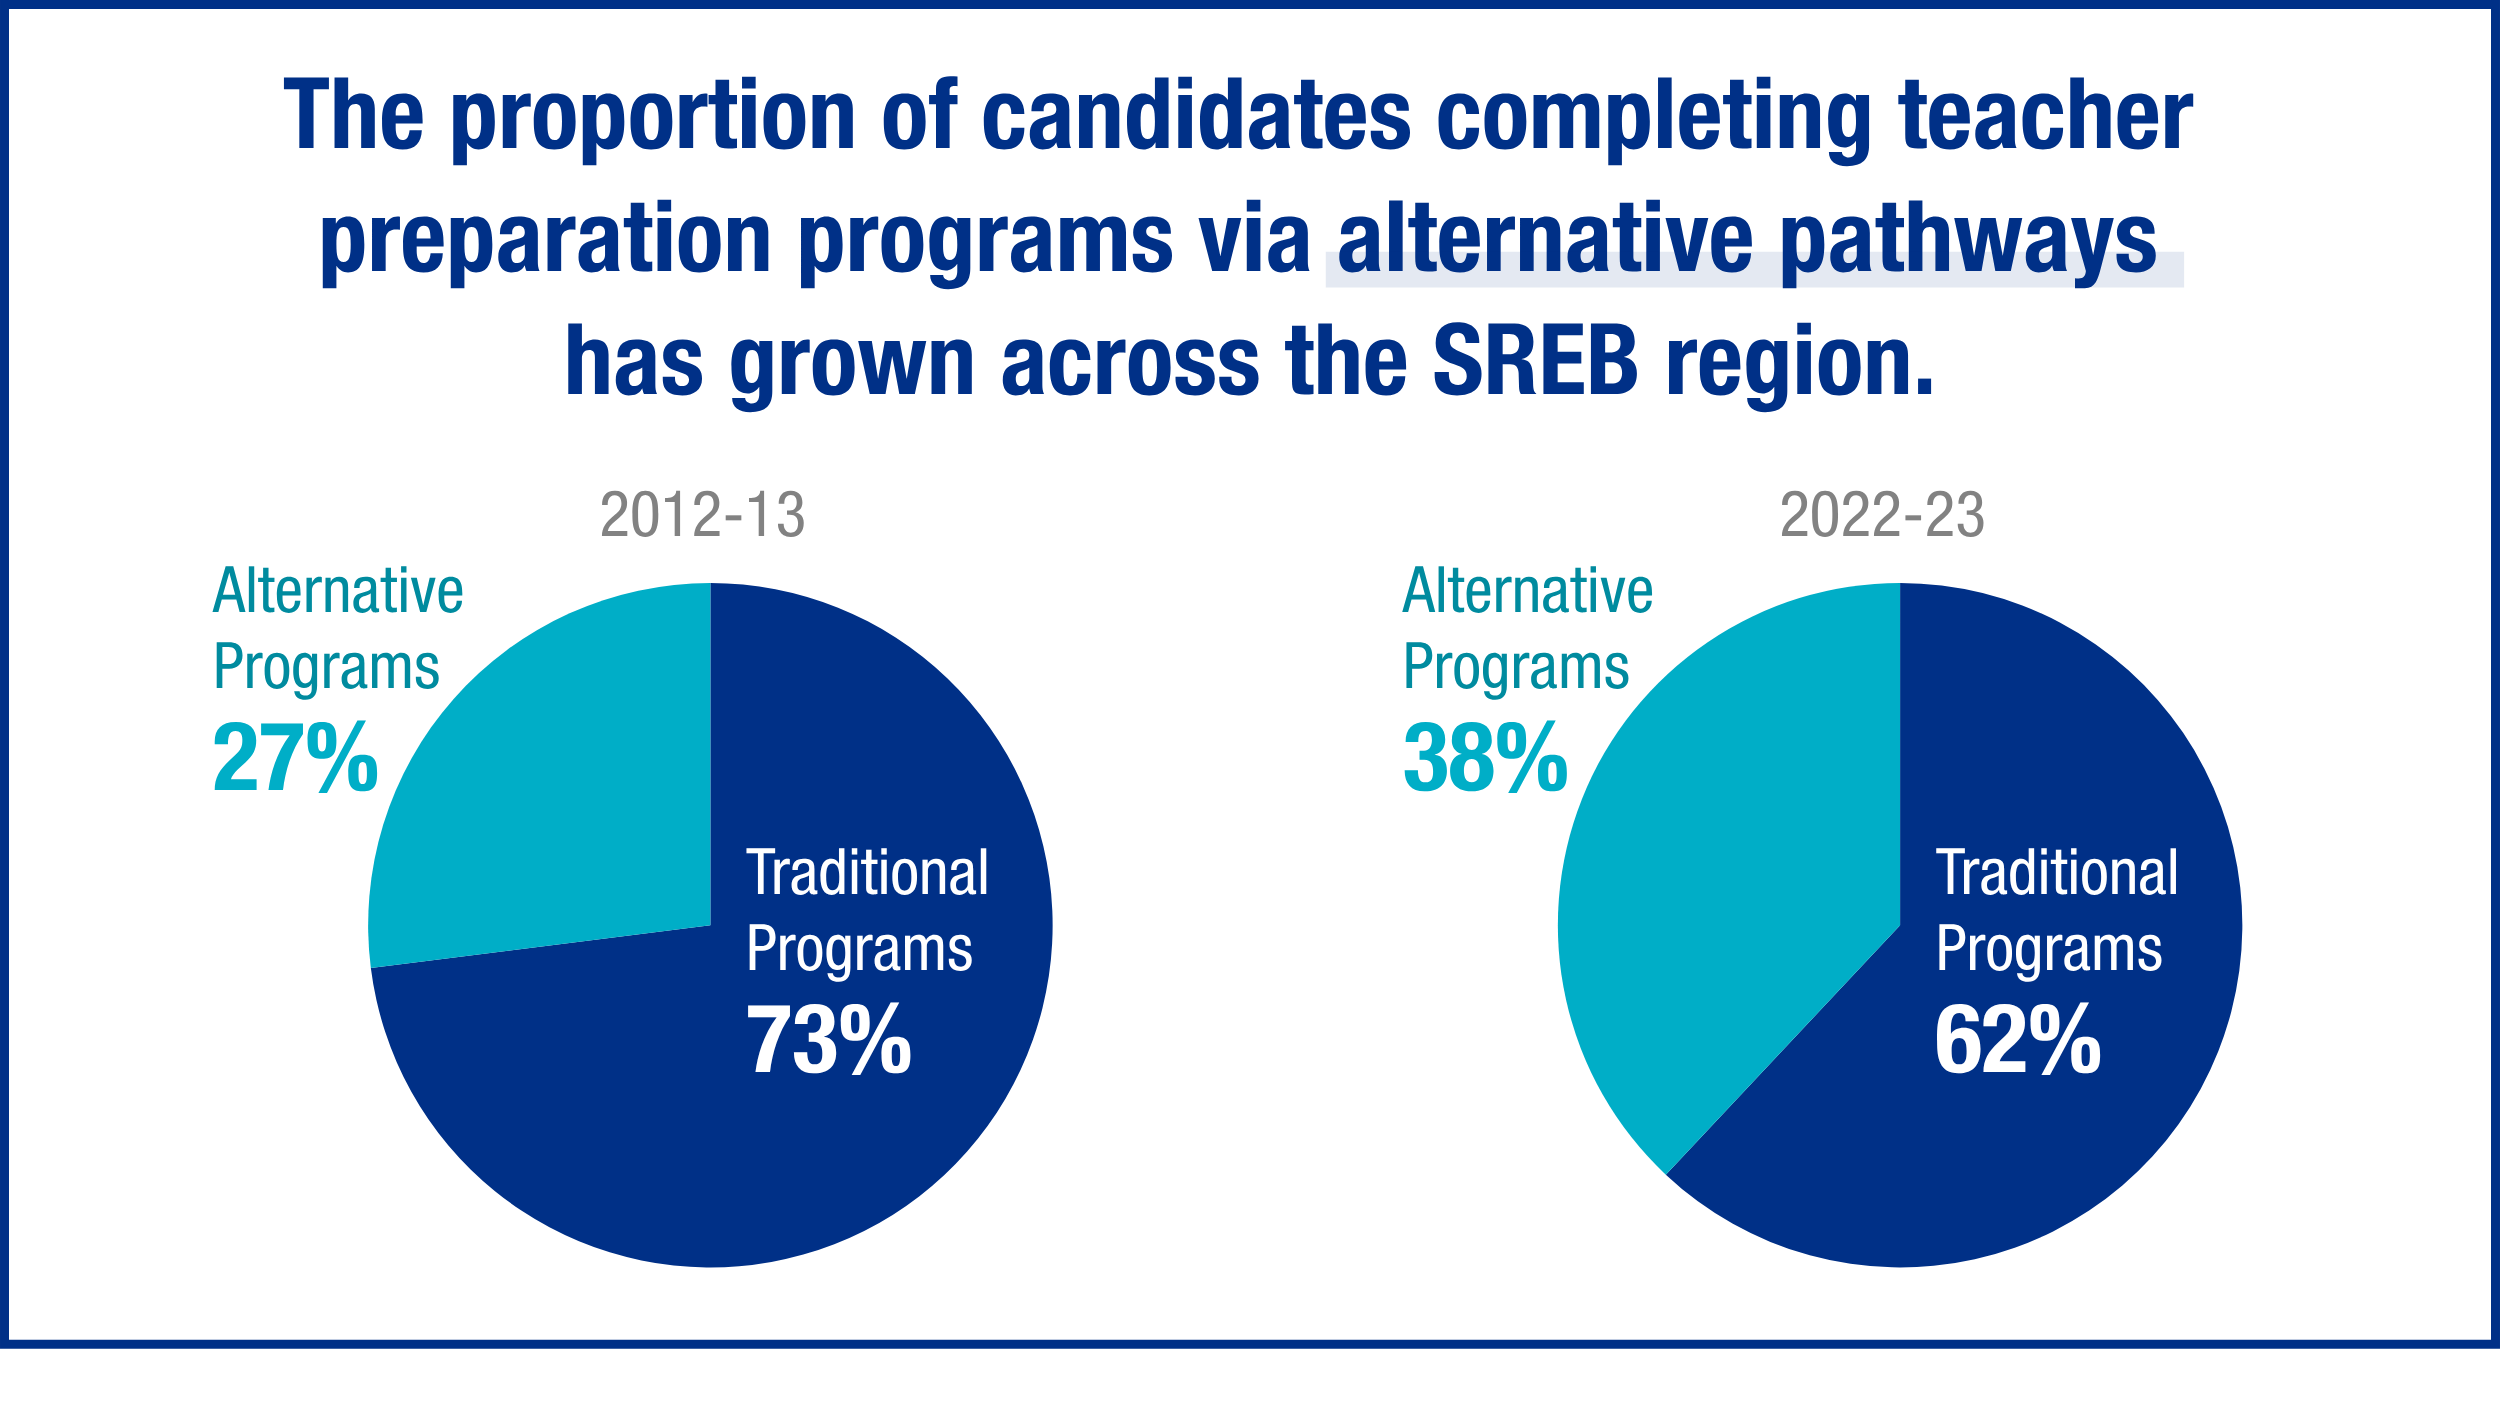 The proportion of candidates completing teacher
preparation programs via alternative pathways
has grown across the SREB region.
2012-13
Alternative
Programs
27%
Traditional
Programs
73%
2022-23
Alternative
Programs
38%
Traditional
Programs
62%